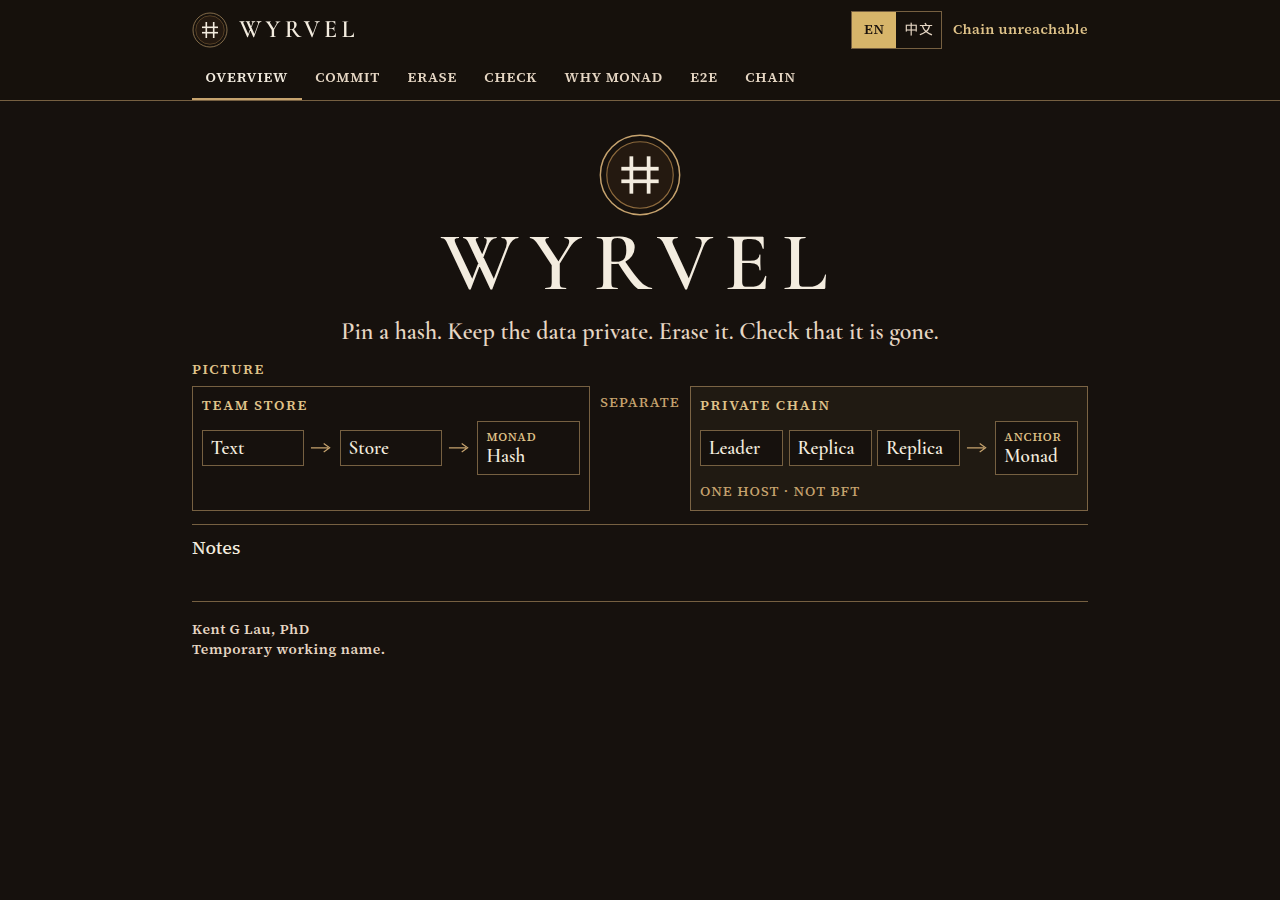 WYRVEL
EN 中文 Chain unreachable
OVERVIEW COMMIT ERASE CHECK WHY MONAD E2E CHAIN
WYRVEL
Pin a hash. Keep the data private. Erase it. Check that it is gone.
PICTURE
TEAM STORE
Text
Store
MONAD
Hash
SEPARATE
PRIVATE CHAIN
Leader
Replica
Replica
ANCHOR
Monad
ONE HOST · NOT BFT
Notes
Kent G Lau, PhD
Temporary working name.